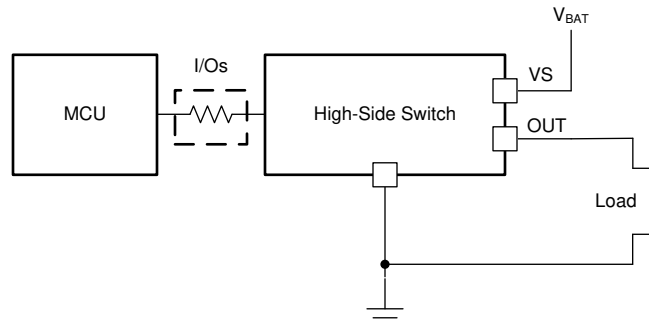 V_BAT
I/Os
VS
MCU
High-Side Switch
OUT
Load